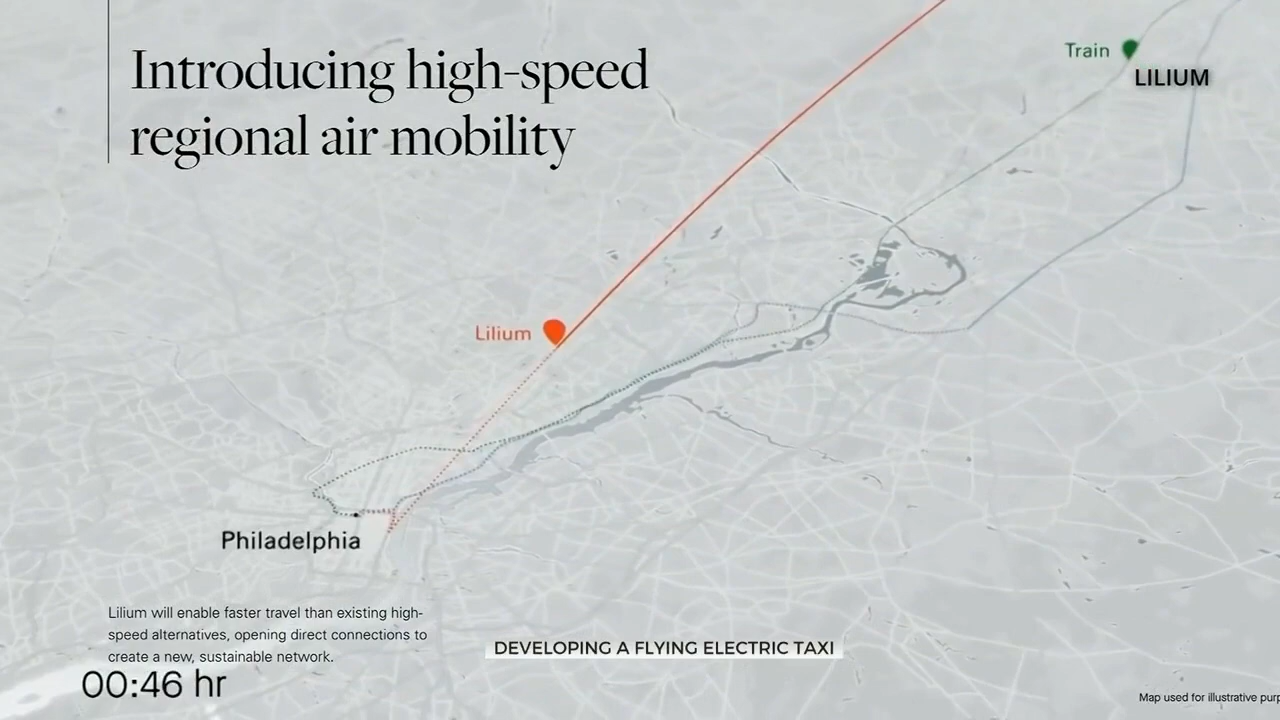 Introducing high-speed
regional air mobility
Train
LILIUM
Lilium
Philadelphia
Lilium will enable faster travel than existing high-
speed alternatives, opening direct connections to
create a new, sustainable network.
DEVELOPING A FLYING ELECTRIC TAXI
00:46 hr
Map used for illustrative purp